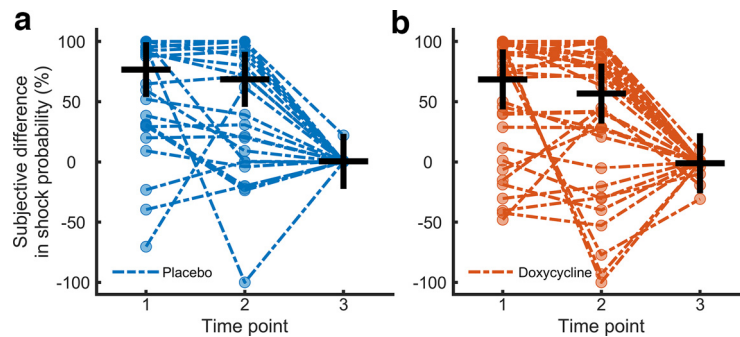 a
Subjective difference
in shock probability (%)
100
50
0
-50
-100
Placebo
1
2
3
Time point
b
100
50
0
-50
-100
Doxycycline
1
2
3
Time point